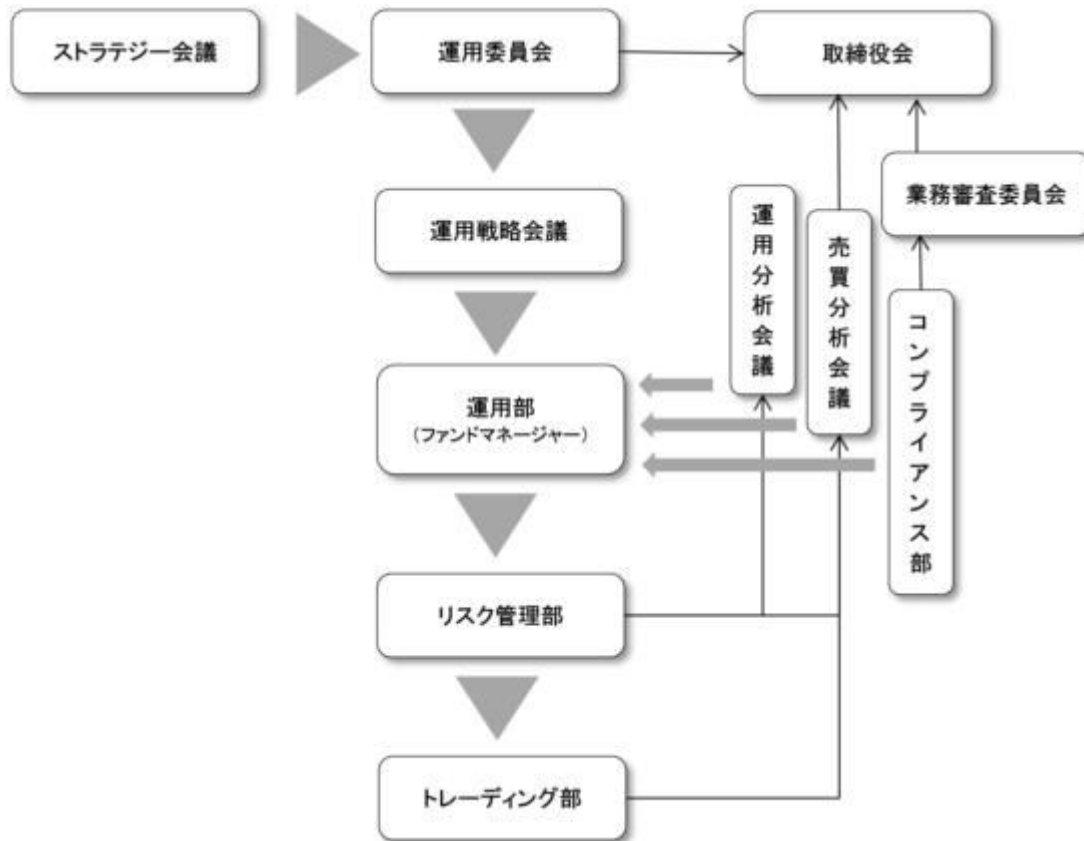 ストラテジー会議
運用委員会
取締役会
業務審査委員会
運用戦略会議
運用分析会議
売買分析会議
コンプライアンス部
運用部
(ファンドマネージャー)
リスク管理部
トレーディング部